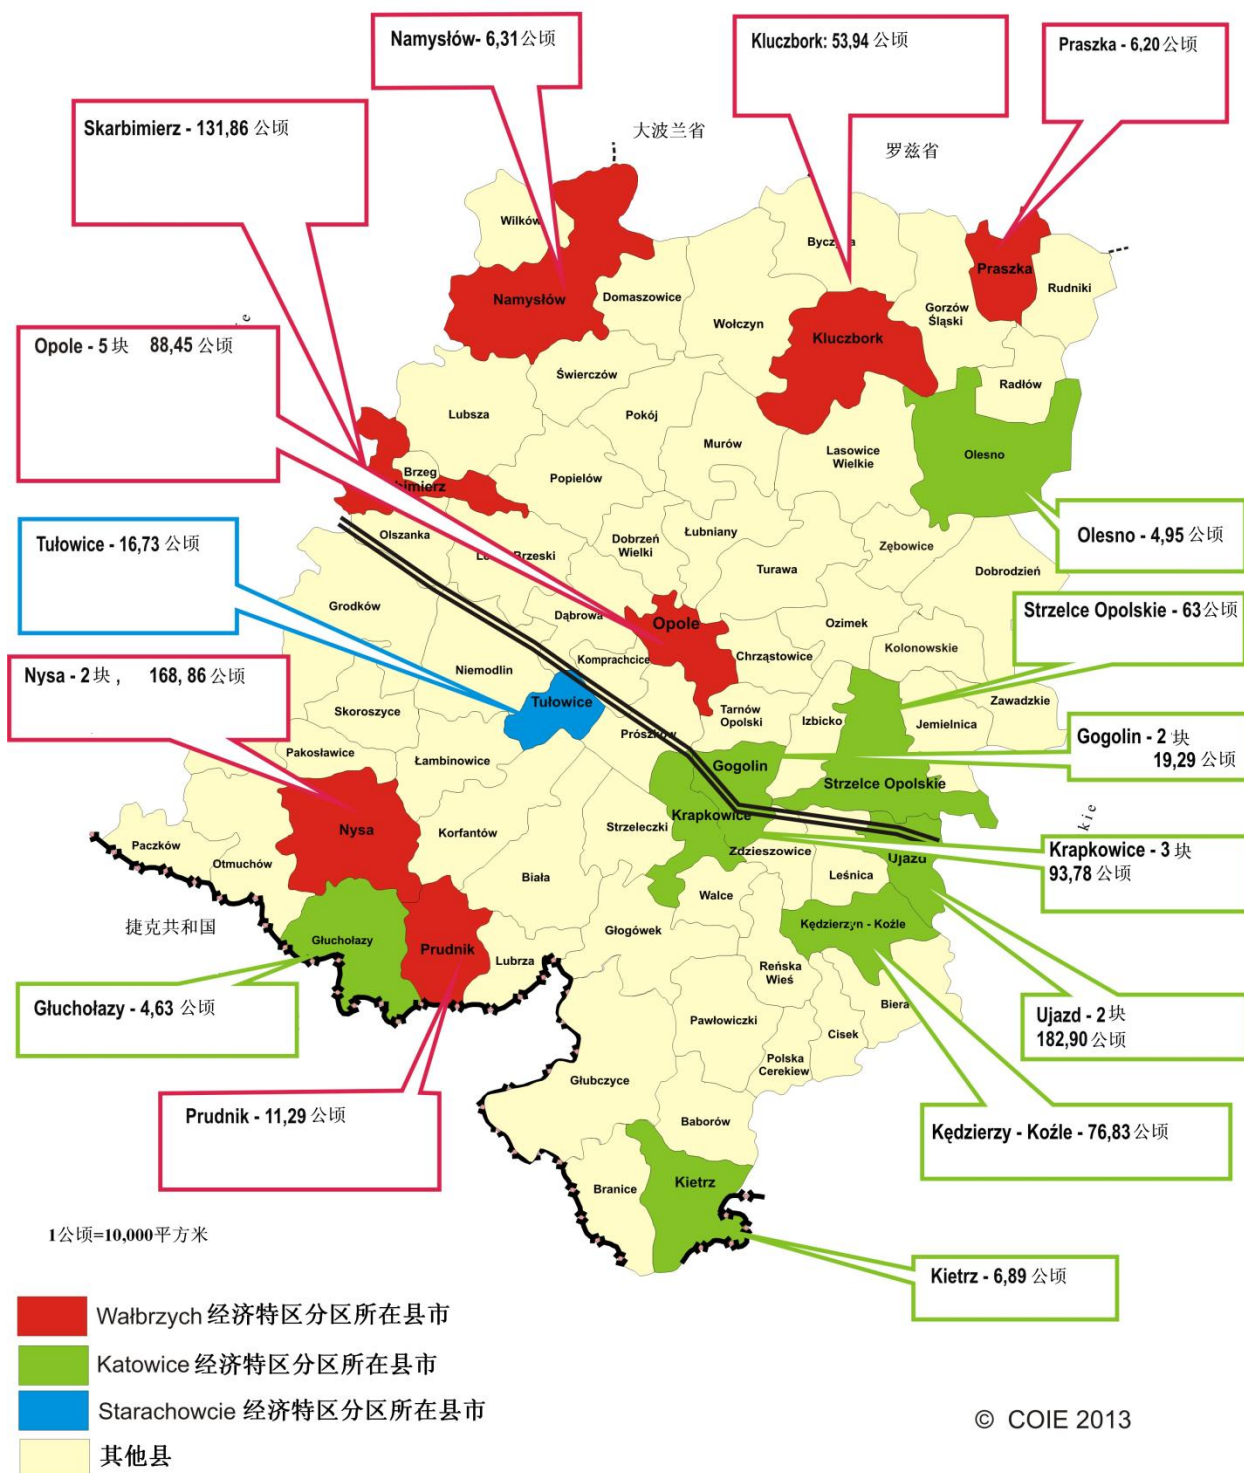 Namysłów- 6,31 公顷
Kluczbork: 53,94 公顷
Praszka - 6,20 公顷
Skarbimierz - 131,86 公顷
大波兰省
罗兹省
Wilków
Byczyna
Praszka
Rudniki
Namysłów
Domaszowice
Gorzów
Śląski
Wołczyn
Kluczbork
Opole - 5 块 88,45 公顷
Świerczów
Radłów
Lubsza
Pokój
Murów
Lasowice
Wielkie
Olesno
Brzeg
Popielów
Olszanka
Dobrzeń
Wielki
Łubniany
Zębowice
Olesno - 4,95 公顷
Tułowice - 16,73 公顷
Brzeski
Turawa
Dobrodzień
Grodków
Dąbrowa
Opole
Ozimek
Strzelce Opolskie - 63公顷
Kolonowskie
Komprachcice
Chrząstowice
Nysa - 2块 , 168, 86 公顷
Niemodlin
Tułowice
Zawadzkie
Skoroszyce
Tarnów
Opolski
Izbicko
Jemielnica
Prószków
Gogolin - 2 块
19,29 公顷
Pakosławice
Łambinowice
Gogolin
Strzelce Opolskie
Krapkowice
Nysa
Korfantów
Strzeleczki
Paczków
Zdzieszowice
Krapkowice - 3 块
93,78 公顷
kie
Otmuchów
Ujazd
Leśnica
Biała
Walce
捷克共和国
Głuchołazy
Prudnik
Lubrza
Głogówek
Kędzierzyn - Koźle
Reńska
Wieś
Biera
Głuchołazy - 4,63 公顷
Pawłowiczki
Cisek
Ujazd - 2块
182,90 公顷
Polska
Cerekiew
Głubczyce
Prudnik - 11,29 公顷
Baborów
Kędzierzy - Koźle - 76,83 公顷
Branice
Kietrz
1公顷=10,000平方米
Kietrz - 6,89 公顷
Wałbrzych 经济特区分区所在县市
Katowice 经济特区分区所在县市
Starachowcie 经济特区分区所在县市
其他县
© COIE 2013